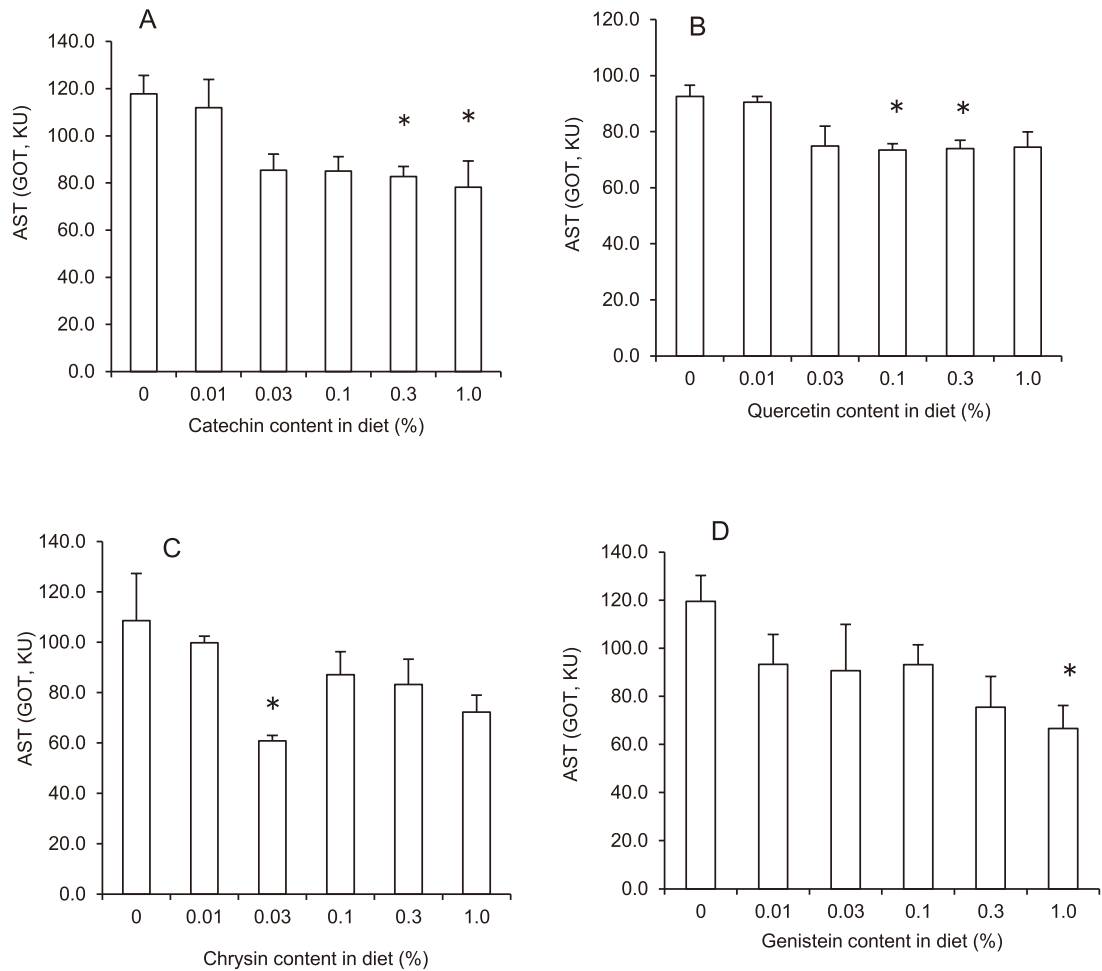 A
140.0
120.0
100.0
80.0
60.0
40.0
20.0
0.0
AST (GOT, KU)
* *
0 0.01 0.03 0.1 0.3 1.0
Catechin content in diet (%)
B
120.0
100.0
80.0
60.0
40.0
20.0
0.0
AST (GOT, KU)
* *
0 0.01 0.03 0.1 0.3 1.0
Quercetin content in diet (%)
C
140.0
120.0
100.0
80.0
60.0
40.0
20.0
0.0
AST (GOT, KU)
*
0 0.01 0.03 0.1 0.3 1.0
Chrysin content in diet (%)
D
140.0
120.0
100.0
80.0
60.0
40.0
20.0
0.0
AST (GOT, KU)
*
0 0.01 0.03 0.1 0.3 1.0
Genistein content in diet (%)